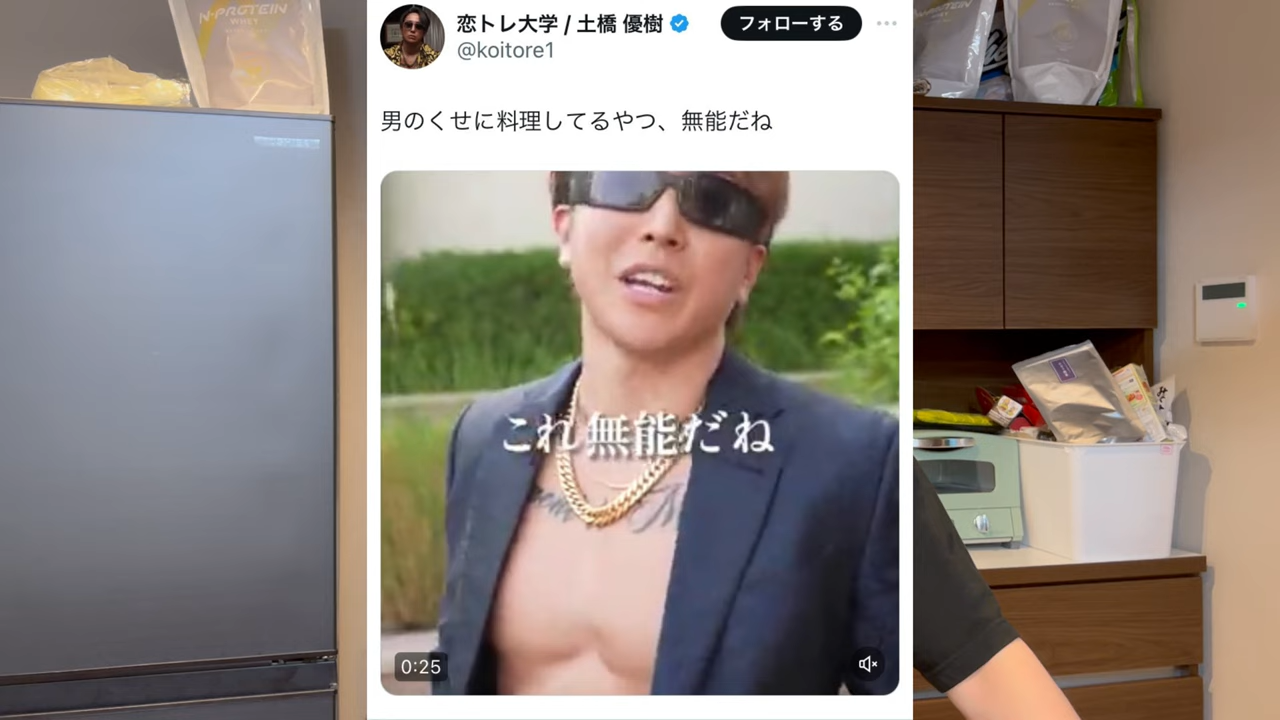 N-PROTEIN
WHEY
恋トレ大学 / 土橋 優樹
@koitore1
フォローする
男のくせに料理してるやつ、無能だね
これ無能だね
0:25